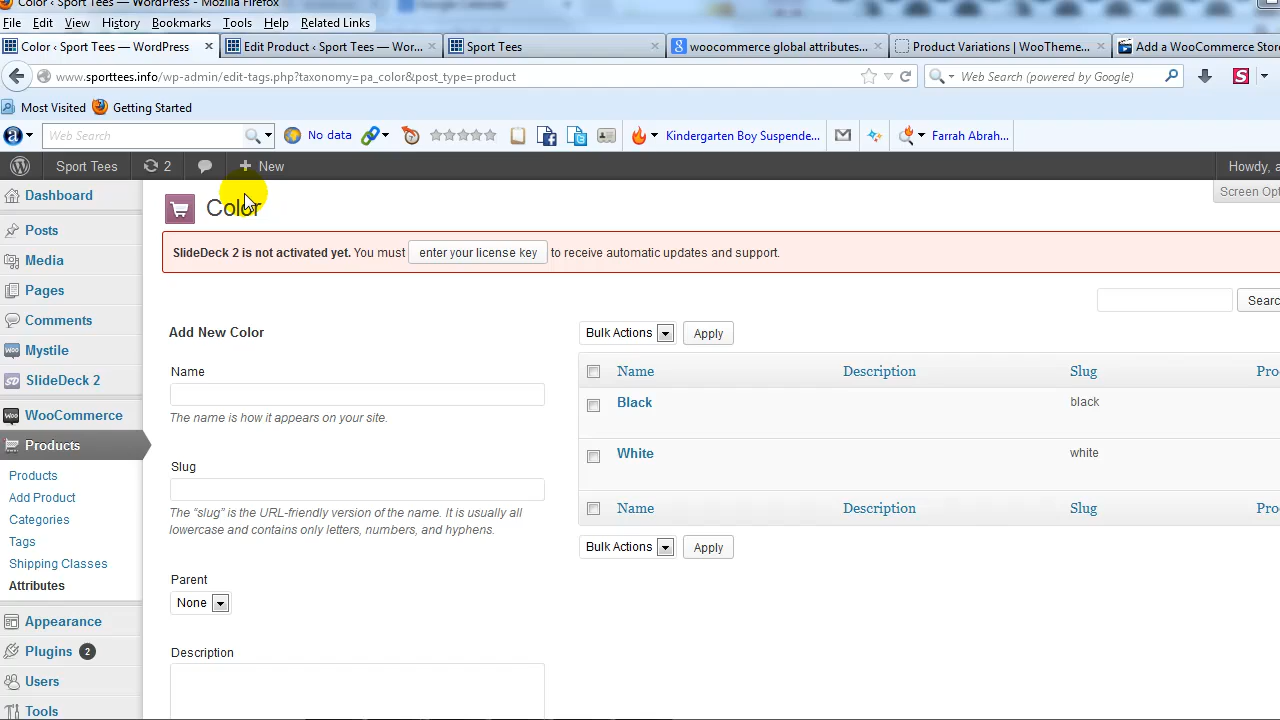 Color ‹ Sport Tees — WordPress - Mozilla Firefox
File Edit View History Bookmarks Tools Help Related Links
Color ‹ Sport Tees — WordPress × Edit Product ‹ Sport Tees — Wor... × Sport Tees × woocommerce global attributes... × Product Variations | WooTheme... × Add a WooCommerce Store
www.sporttees.info/wp-admin/edit-tags.php?taxonomy=pa_color&post_type=product Web Search (powered by Google) S
Most Visited Getting Started
a Web Search No data Kindergarten Boy Suspende... Farrah Abrah...
Sport Tees 2 New Howdy, a
Screen Opt
Dashboard
Posts
Media
Pages
Comments
Mystile
SlideDeck 2
WooCommerce
Products
Products
Add Product
Categories
Tags
Shipping Classes
Attributes
Appearance
Plugins 2
Users
Tools
Color
SlideDeck 2 is not activated yet. You must enter your license key to receive automatic updates and support.
Searc
Add New Color
Name
The name is how it appears on your site.
Slug
The “slug” is the URL-friendly version of the name. It is usually all
lowercase and contains only letters, numbers, and hyphens.
Parent
None
Description
Bulk Actions Apply
Name Description Slug Pro
Black black
White white
Name Description Slug Pro
Bulk Actions Apply